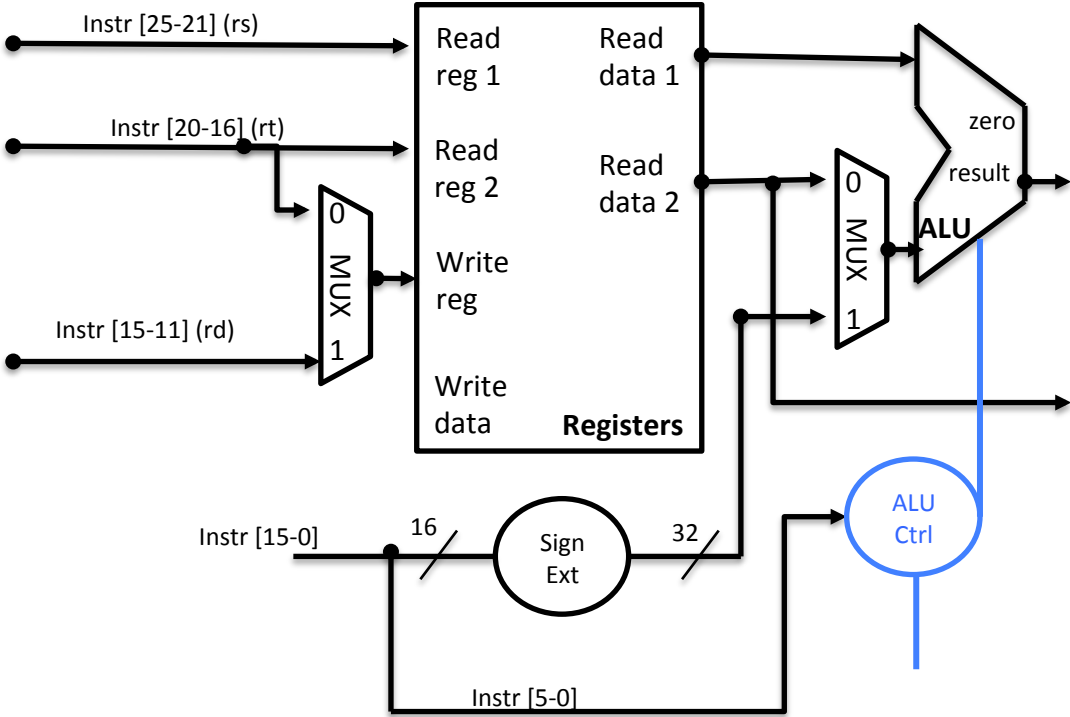 Instr [25-21] (rs)
Read
reg 1
Read
data 1
Instr [20-16] (rt)
Read
reg 2
Read
data 2
zero
result
ALU
0
MUX
1
0
MUX
1
Write
reg
Instr [15-11] (rd)
Write
data
Registers
Instr [15-0]
16
Sign
Ext
32
ALU
Ctrl
Instr [5-0]